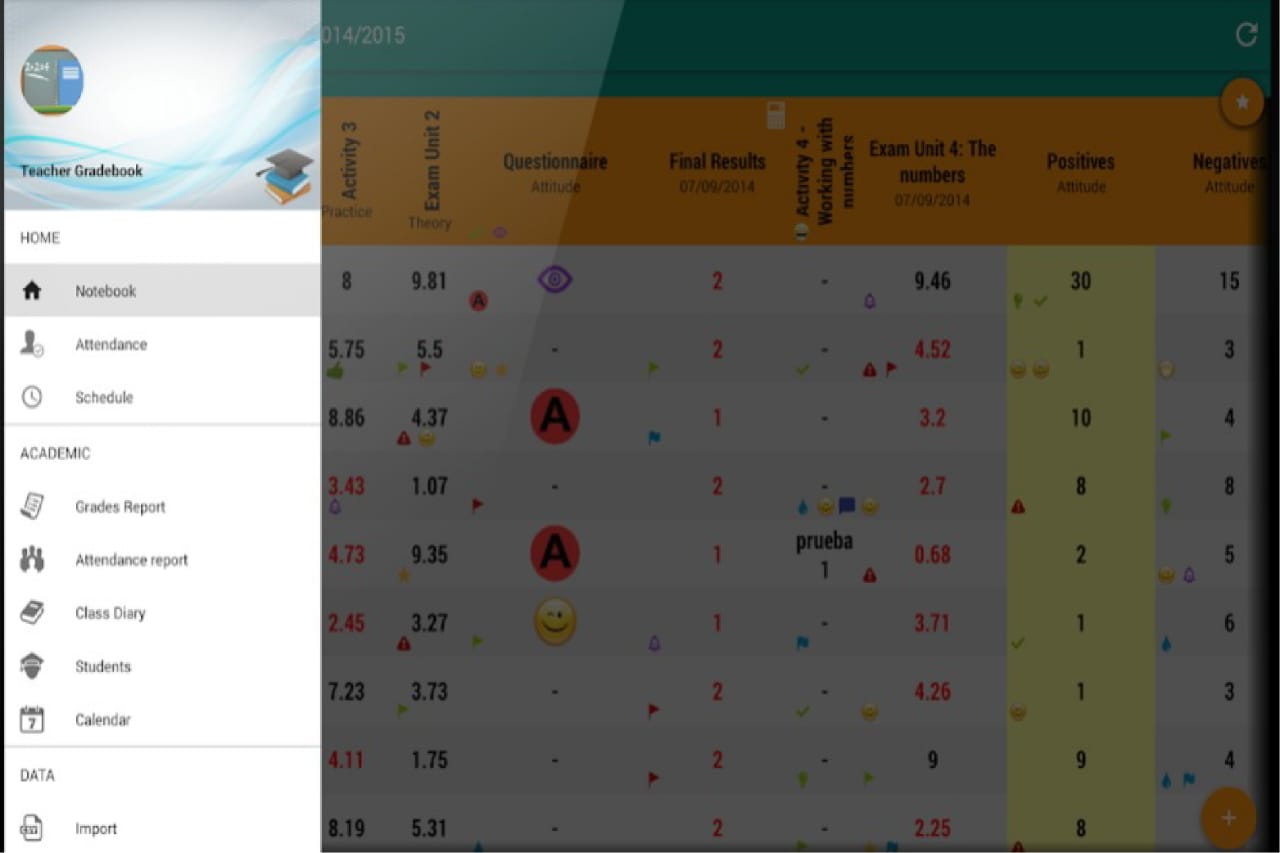 2+2=4
Teacher Gradebook
HOME
Notebook
Attendance
Schedule
ACADEMIC
Grades Report
Attendance report
Class Diary
Students
Calendar
7
DATA
Import
014/2015
Activity 3
Practice
Exam Unit 2
Theory
Questionnaire
Attitude
Final Results
07/09/2014
Activity 4 -
Working with
numbers
Exam Unit 4: The
numbers
07/09/2014
Positives
Attitude
Negatives
Attitude
8 9.81 2 - 9.46 30 15
A
5.75 5.5 - 2 - 4.52 1 3
8.86 4.37 A 1 - 3.2 10 4
3.43 1.07 - 2 - 2.7 8 8
4.73 9.35 A 1 prueba 1 0.68 2 5
2.45 3.27 1 - 3.71 1 6
7.23 3.73 - 2 - 4.26 1 3
4.11 1.75 - 2 - 9 9 4
8.19 5.31 - 2 - 2.25 8
+